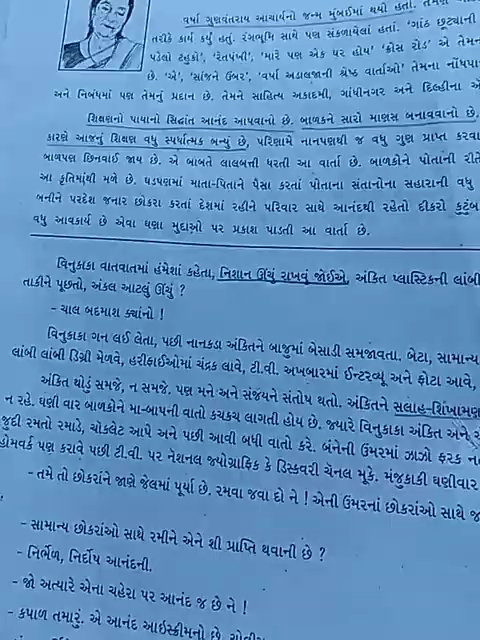 વર્ષા ગુણવંતરાય આચાર્યનો જન્મ મુંબઈમાં થયો હતો. તેમણે
તરીકે કાર્ય કર્યું હતું. રંગભૂમિ સાથે પણ સંકળાયેલાં હતાં. 'ગાંઠ છૂટ્યાની
પડેલો ટહુકો', 'રેતપંખી', 'મારે પણ એક ઘર હોય' 'ક્રોસ રોડ' એ તેમન
છે. 'એ', 'સાંજને ઉંબર', 'વર્ષા અડાલજાની શ્રેષ્ઠ વાર્તાઓ' તેમના નોંધપા
અને નિબંધમાં પણ તેમનું પ્રદાન છે. તેમને સાહિત્ય અકાદમી, ગાંધીનગર અને દિલ્હીના એ
શિક્ષણનો પાયાનો સિદ્ધાંત આનંદ આપવાનો છે. બાળકને સારો માણસ બનાવવાનો છે.
કારણે આજનું શિક્ષણ વધુ સ્પર્ધાત્મક બન્યું છે, પરિણામે નાનપણથી જ વધુ ગુણ પ્રાપ્ત કરવા
બાળપણ છિનવાઈ જાય છે. એ બાબતે લાલબત્તી ધરતી આ વાર્તા છે. બાળકોને પોતાની રીતે
આ કૃતિમાંથી મળે છે. ઘડપણમાં માતા-પિતાને પૈસા કરતાં પોતાના સંતાનોના સહારાની વધુ
બનીને પરદેશ જનાર છોકરા કરતાં દેશમાં રહીને પરિવાર સાથે આનંદથી રહેતો દીકરો કુટુંબ
વધુ આવકાર્ય છે એવા ઘણા મુદ્દાઓ પર પ્રકાશ પાડતી આ વાર્તા છે.
વિનુકાકા વાતવાતમાં હંમેશાં કહેતા, નિશાન ઊંચું રાખવું જોઈએ, અંકિત પ્લાસ્ટિકની લાંબી
તાકીને પૂછતો, અંકલ આટલું ઊંચું ?
- ચાલ બદમાશ ક્યાંનો !
વિનુકાકા ગન લઈ લેતા, પછી નાનકડા અંકિતને બાજુમાં બેસાડી સમજાવતા. બેટા, સામાન્ય
લાંબી લાંબી ડિગ્રી મેળવે, હરીફાઈઓમાં ચંદ્રક લાવે, ટી.વી. અખબારમાં ઈન્ટરવ્યૂ અને ફોટા આવે,
અંકિત થોડું સમજે, ન સમજે. પણ મને અને સંજયને સંતોષ થતો. અંકિતને સલાહ-શિખામણ
ન રહે. ઘણી વાર બાળકોને મા-બાપની વાતો કચકચ લાગતી હોય છે. જ્યારે વિનુકાકા અંકિત અને ર
જુદી રમતો રમાડે, ચોકલેટ આપે અને પછી આવી બધી વાતો કરે. બંનેની ઉંમરમાં ઝાઝો ફરક ન
હોમવર્ક પણ કરાવે પછી ટી.વી. પર નેશનલ જ્યોગ્રાફિક કે ડિસ્કવરી ચૅનલ મૂકે. મંજુકાકી ઘણીવાર
- તમે તો છોકરાંને જાણે જેલમાં પૂર્યા છે. રમવા જવા દો ને ! એની ઉંમરનાં છોકરાંઓ સાથે જ
- સામાન્ય છોકરાંઓ સાથે રમીને એને શી પ્રાપ્તિ થવાની છે ?
- નિર્ભેળ, નિર્દોષ આનંદની.
- જો અત્યારે એના ચહેરા પર આનંદ જ છે ને !
- કપાળ તમારું. એ આનંદ આઈસ્ક્રીમનો છે.